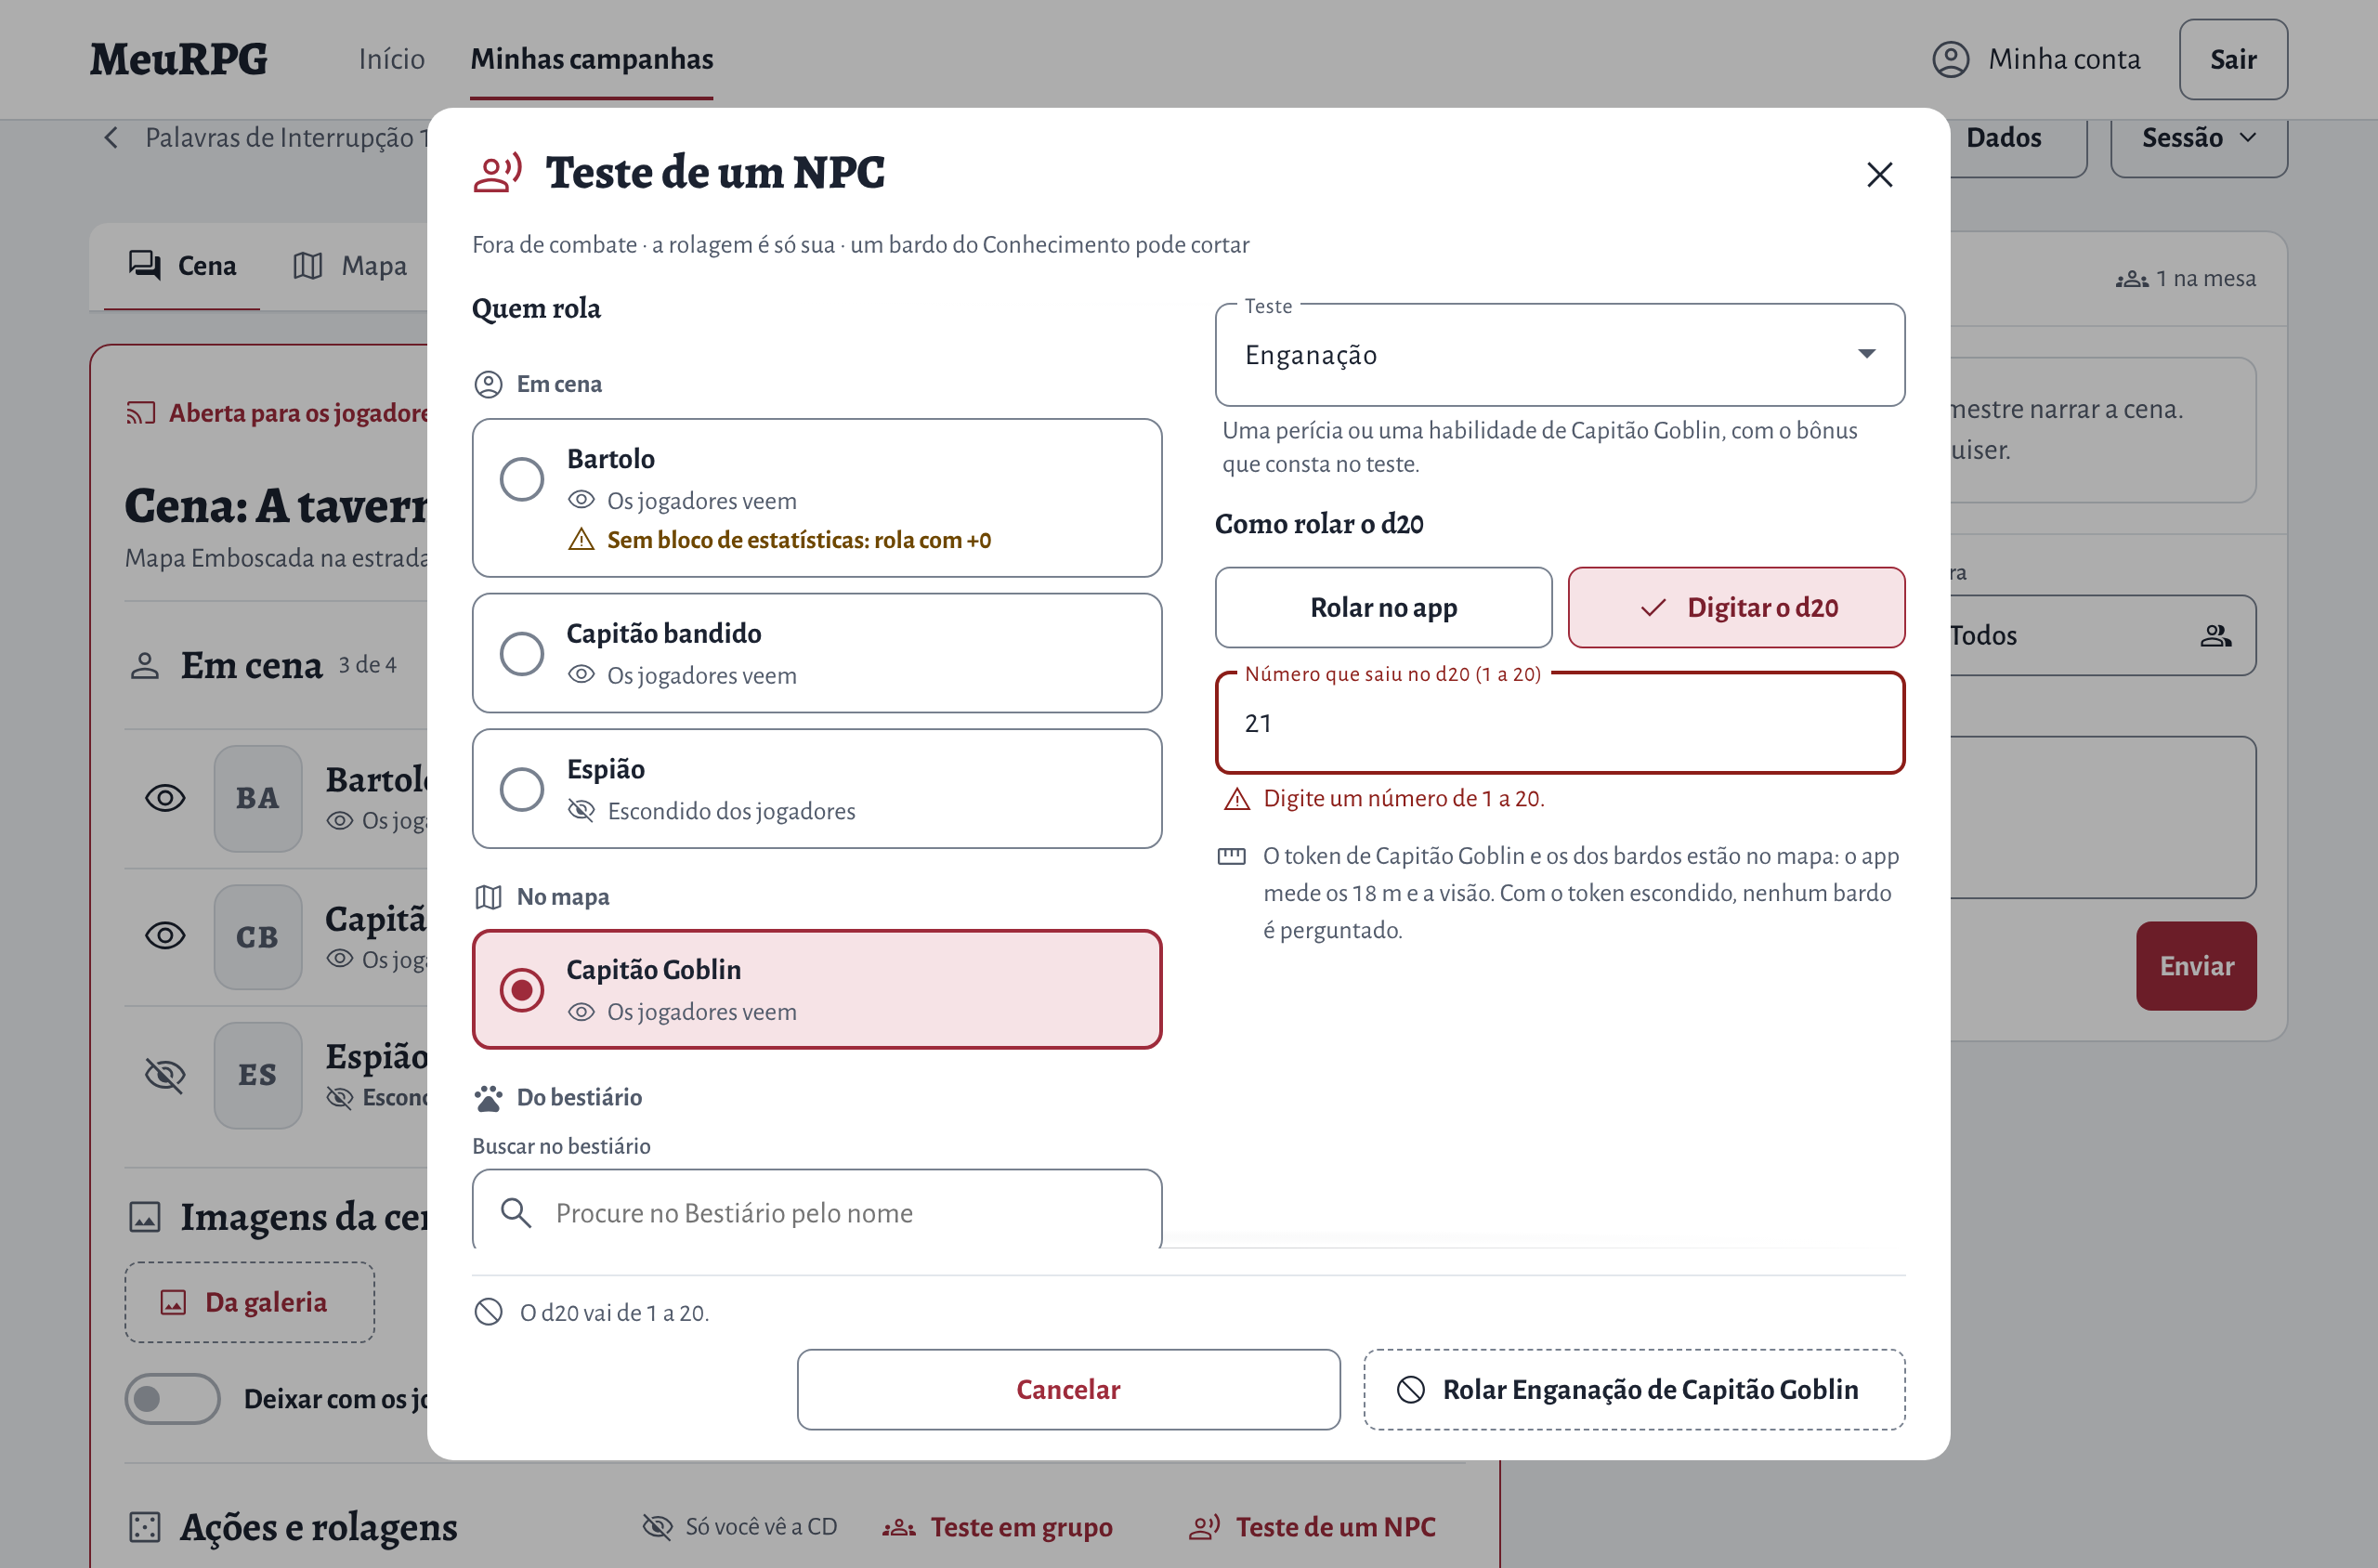 MeuRPG
Início
Minhas campanhas
Minha conta
Sair
Palavras de Interrupção 1
Dados
Sessão
Cena
Mapa
1 na mesa
Aberta para os jogadore
Cena: A taverr
Mapa Emboscada na estrada
Em cena 3 de 4
BA
Bartolo
Os joga
CB
Capitã
Os joga
ES
Espião
Escond
Imagens da cer
Da galeria
Deixar com os jo
Ações e rolagens
Só você vê a CD
Teste em grupo
Teste de um NPC
mestre narrar a cena.
uiser.
ra
Todos
Enviar
Teste de um NPC
Fora de combate · a rolagem é só sua · um bardo do Conhecimento pode cortar
Quem rola
Em cena
Bartolo
Os jogadores veem
Sem bloco de estatísticas: rola com +0
Capitão bandido
Os jogadores veem
Espião
Escondido dos jogadores
No mapa
Capitão Goblin
Os jogadores veem
Do bestiário
Buscar no bestiário
Procure no Bestiário pelo nome
Teste
Enganação
Uma perícia ou uma habilidade de Capitão Goblin, com o bônus
que consta no teste.
Como rolar o d20
Rolar no app
Digitar o d20
Número que saiu no d20 (1 a 20)
21
Digite um número de 1 a 20.
O token de Capitão Goblin e os dos bardos estão no mapa: o app
mede os 18 m e a visão. Com o token escondido, nenhum bardo
é perguntado.
O d20 vai de 1 a 20.
Cancelar
Rolar Enganação de Capitão Goblin